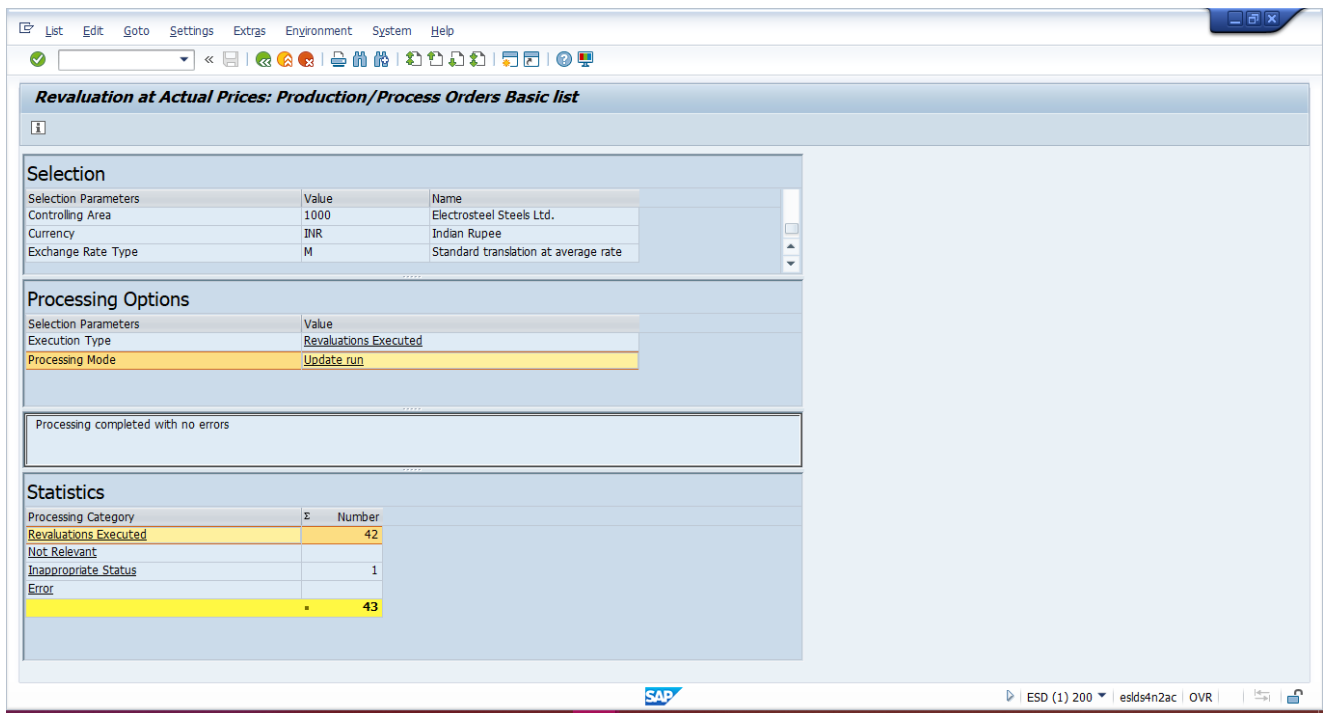 List Edit Goto Settings Extras Environment System Help
Revaluation at Actual Prices: Production/Process Orders Basic list
Selection
Selection Parameters Value Name
Controlling Area 1000 Electrosteel Steels Ltd.
Currency INR Indian Rupee
Exchange Rate Type M Standard translation at average rate
Processing Options
Selection Parameters Value
Execution Type Revaluations Executed
Processing Mode Update run
Processing completed with no errors
Statistics
Processing Category Σ Number
Revaluations Executed 42
Not Relevant
Inappropriate Status 1
Error
43
SAP ESD (1) 200 eslds4n2ac OVR